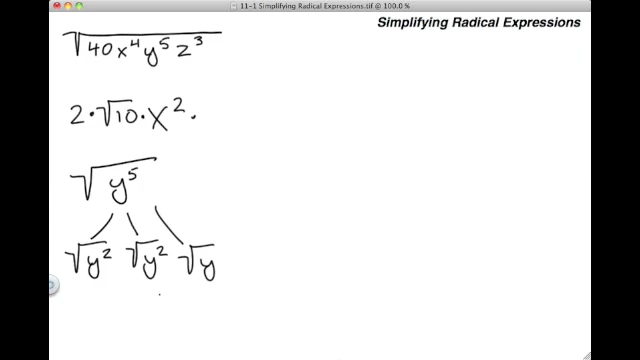 11-1 Simplifying Radical Expressions.tif @ 100.0 %
Simplifying Radical Expressions
√(40x⁴y⁵z³)
2 · √10 · x² ·
√(y⁵)
√(y²) √(y²) √y